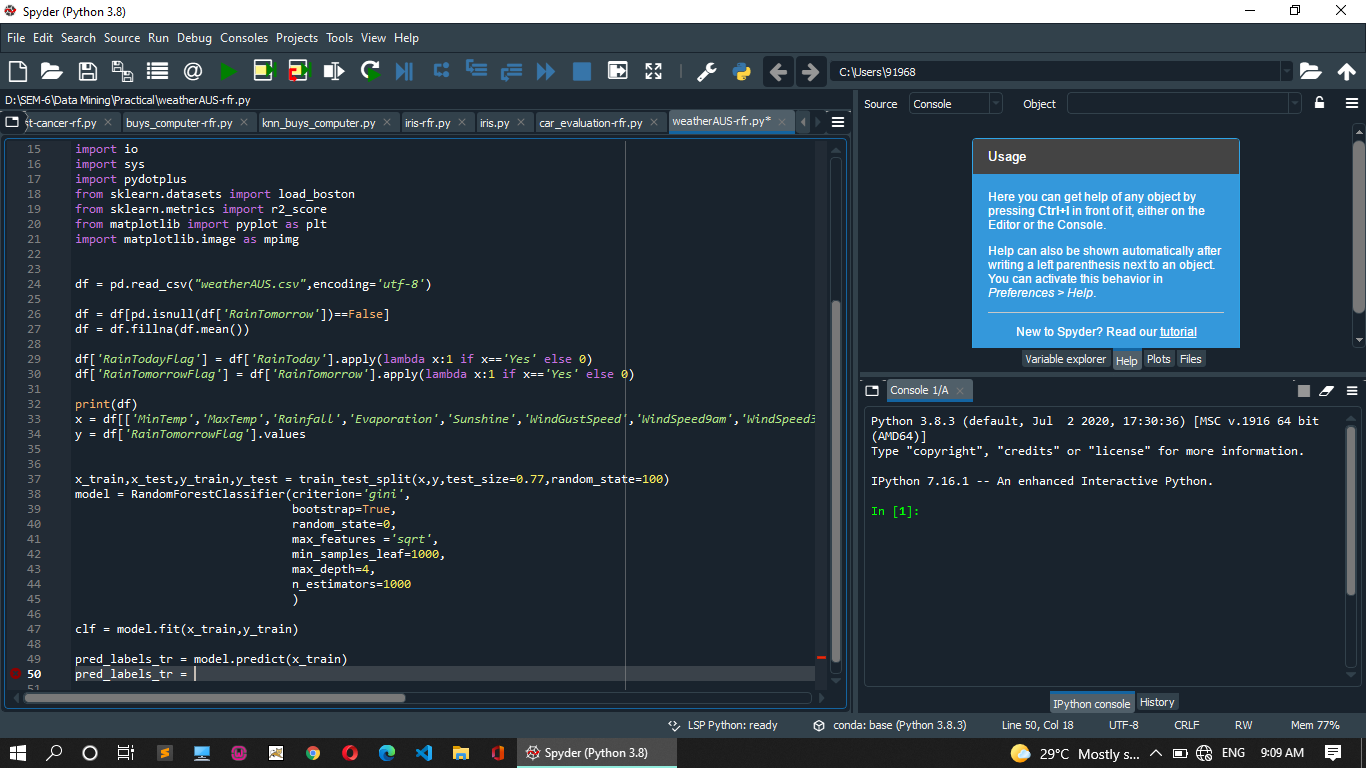 Spyder (Python 3.8)
File Edit Search Source Run Debug Consoles Projects Tools View Help
C:\Users\91968
D:\SEM-6\Data Mining\Practical\weatherAUS-rfr.py
st-cancer-rf.py buys_computer-rfr.py knn_buys_computer.py iris-rfr.py iris.py car_evaluation-rfr.py weatherAUS-rfr.py*
15 import io
16 import sys
17 import pydotplus
18 from sklearn.datasets import load_boston
19 from sklearn.metrics import r2_score
20 from matplotlib import pyplot as plt
21 import matplotlib.image as mpimg
22
23
24 df = pd.read_csv("weatherAUS.csv",encoding='utf-8')
25
26 df = df[pd.isnull(df['RainTomorrow'])==False]
27 df = df.fillna(df.mean())
28
29 df['RainTodayFlag'] = df['RainToday'].apply(lambda x:1 if x=='Yes' else 0)
30 df['RainTomorrowFlag'] = df['RainTomorrow'].apply(lambda x:1 if x=='Yes' else 0)
31
32 print(df)
33 x = df[['MinTemp','MaxTemp','Rainfall','Evaporation','Sunshine','WindGustSpeed','WindSpeed9am','WindSpeed3
34 y = df['RainTomorrowFlag'].values
35
36
37 x_train,x_test,y_train,y_test = train_test_split(x,y,test_size=0.77,random_state=100)
38 model = RandomForestClassifier(criterion='gini',
39 bootstrap=True,
40 random_state=0,
41 max_features ='sqrt',
42 min_samples_leaf=1000,
43 max_depth=4,
44 n_estimators=1000
45 )
46
47 clf = model.fit(x_train,y_train)
48
49 pred_labels_tr = model.predict(x_train)
50 pred_labels_tr =
51
Source Console Object
Usage
Here you can get help of any object by
pressing Ctrl+I in front of it, either on the
Editor or the Console.
Help can also be shown automatically after
writing a left parenthesis next to an object.
You can activate this behavior in
Preferences > Help.
New to Spyder? Read our tutorial
Variable explorer Help Plots Files
Console 1/A
Python 3.8.3 (default, Jul  2 2020, 17:30:36) [MSC v.1916 64 bit
(AMD64)]
Type "copyright", "credits" or "license" for more information.
IPython 7.16.1 -- An enhanced Interactive Python.
In [1]:
IPython console History
LSP Python: ready conda: base (Python 3.8.3) Line 50, Col 18 UTF-8 CRLF RW Mem 77%
Spyder (Python 3.8) 29°C Mostly s... ENG 9:09 AM